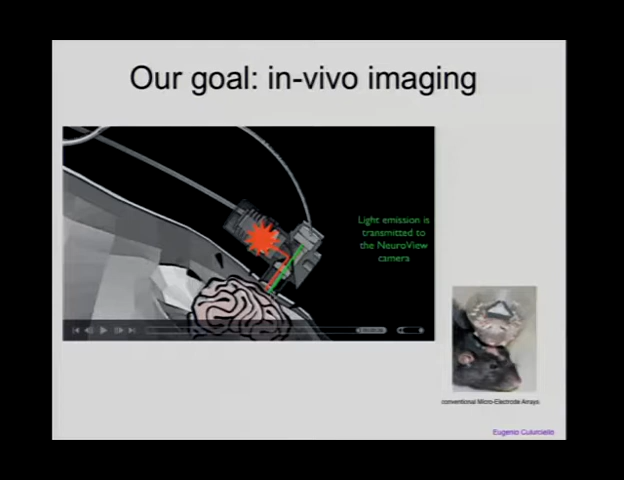 Our goal: in-vivo imaging
Light emission is
transmitted to
the NeuroView
camera
conventional Micro-Electrode Arrays
Eugenio Culurciello